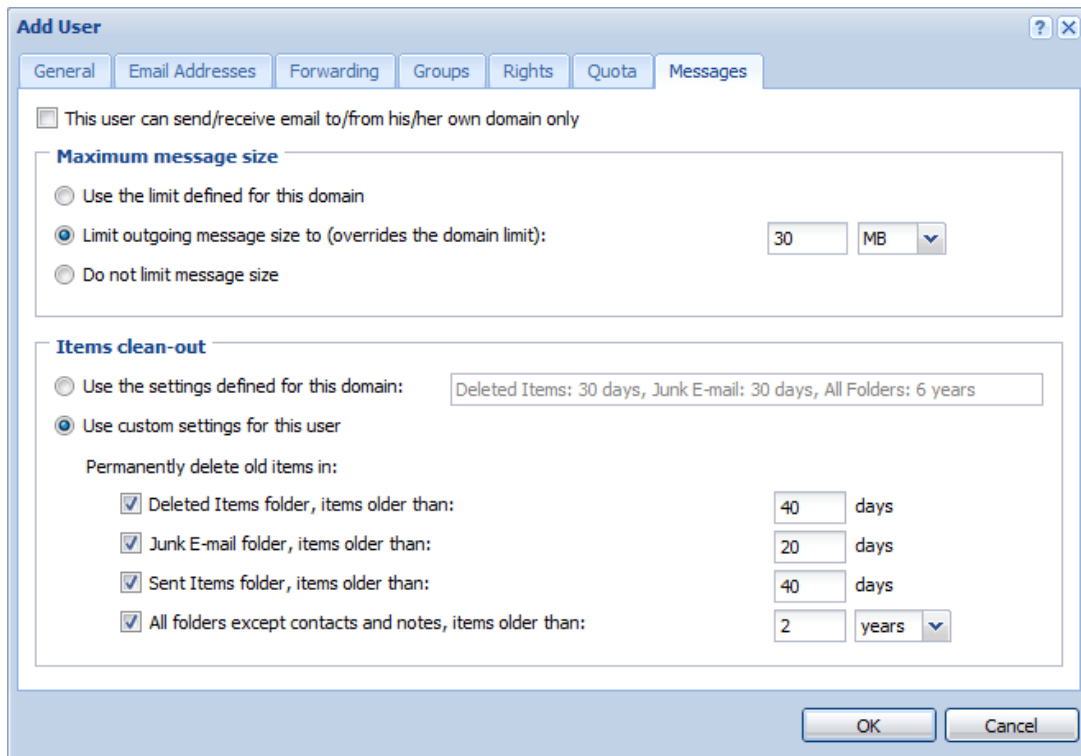 Add User
?
General Email Addresses Forwarding Groups Rights Quota Messages
This user can send/receive email to/from his/her own domain only
Maximum message size
Use the limit defined for this domain
Limit outgoing message size to (overrides the domain limit): 30 MB
Do not limit message size
Items clean-out
Use the settings defined for this domain: Deleted Items: 30 days, Junk E-mail: 30 days, All Folders: 6 years
Use custom settings for this user
Permanently delete old items in:
Deleted Items folder, items older than: 40 days
Junk E-mail folder, items older than: 20 days
Sent Items folder, items older than: 40 days
All folders except contacts and notes, items older than: 2 years
OK Cancel